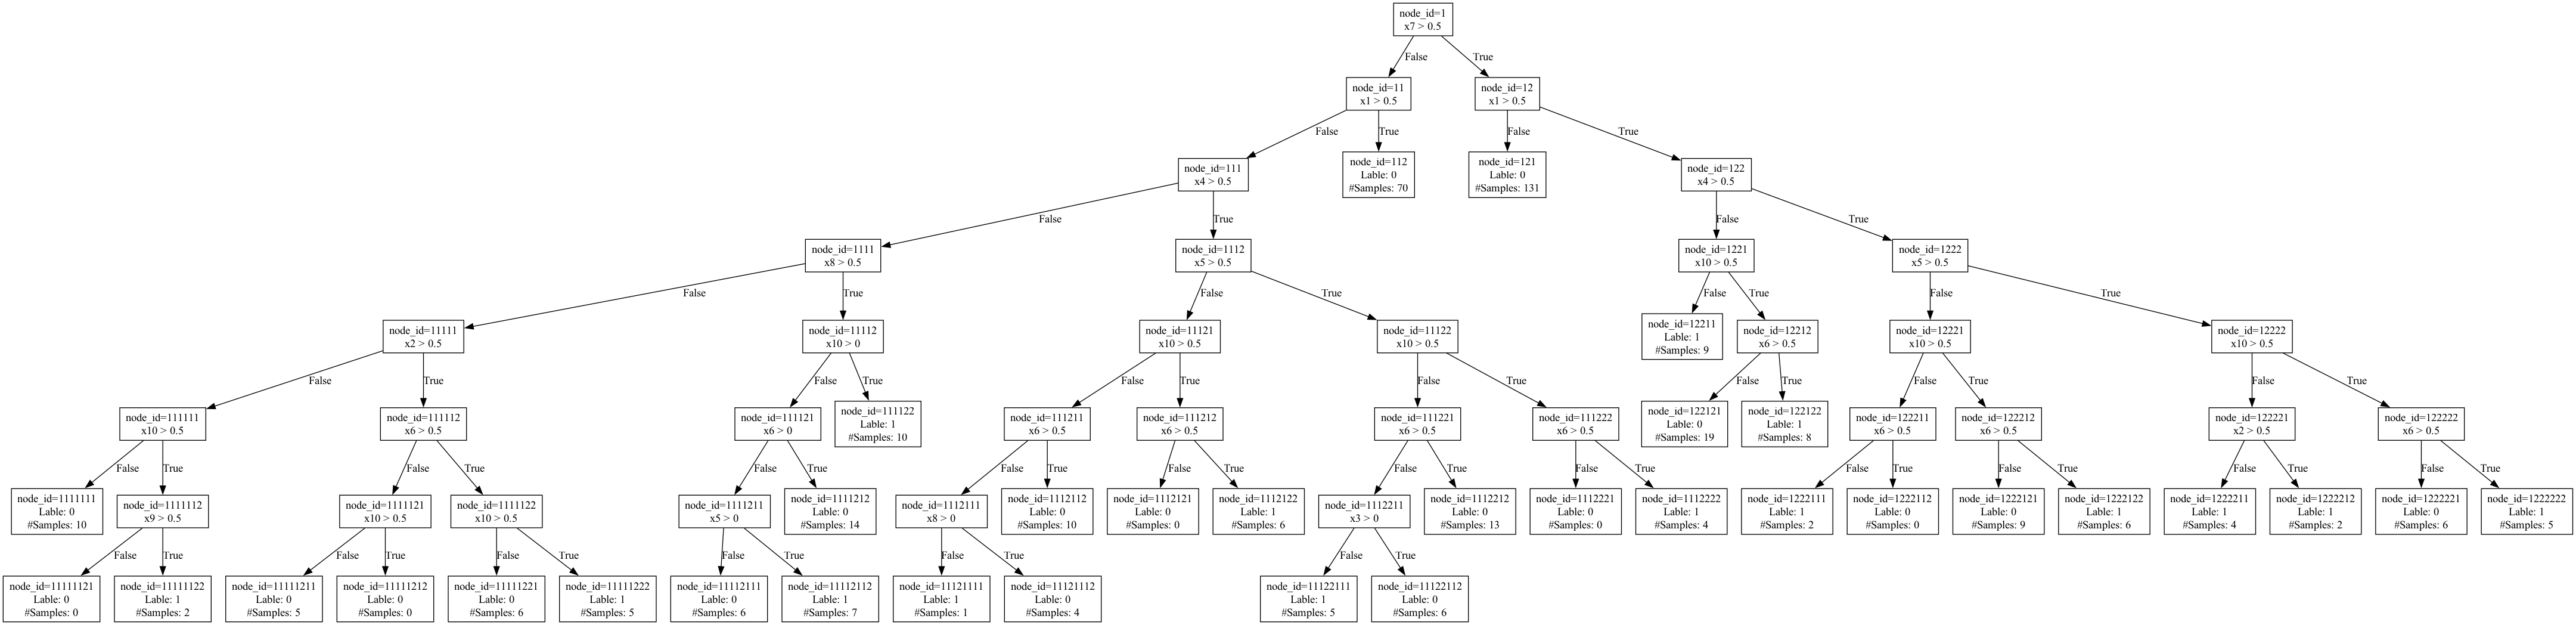 node_id=1
x7 > 0.5
False
True
node_id=11
x1 > 0.5
node_id=12
x1 > 0.5
False
True
False
True
node_id=111
x4 > 0.5
node_id=112
Lable: 0
#Samples: 70
node_id=121
Lable: 0
#Samples: 131
node_id=122
x4 > 0.5
False
True
False
True
node_id=1111
x8 > 0.5
node_id=1112
x5 > 0.5
node_id=1221
x10 > 0.5
node_id=1222
x5 > 0.5
False
True
False
True
False
True
False
True
node_id=11111
x2 > 0.5
node_id=11112
x10 > 0
node_id=11121
x10 > 0.5
node_id=11122
x10 > 0.5
node_id=12211
Lable: 1
#Samples: 9
node_id=12212
x6 > 0.5
node_id=12221
x10 > 0.5
node_id=12222
x10 > 0.5
False
True
False
True
False
True
False
True
False
True
False
True
False
True
node_id=111111
x10 > 0.5
node_id=111112
x6 > 0.5
node_id=111121
x6 > 0
node_id=111122
Lable: 1
#Samples: 10
node_id=111211
x6 > 0.5
node_id=111212
x6 > 0.5
node_id=111221
x6 > 0.5
node_id=111222
x6 > 0.5
node_id=122121
Lable: 0
#Samples: 19
node_id=122122
Lable: 1
#Samples: 8
node_id=122211
x6 > 0.5
node_id=122212
x6 > 0.5
node_id=122221
x2 > 0.5
node_id=122222
x6 > 0.5
False
True
False
True
False
True
False
True
False
True
False
True
False
True
False
True
False
True
False
True
False
True
node_id=1111111
Lable: 0
#Samples: 10
node_id=1111112
x9 > 0.5
node_id=1111121
x10 > 0.5
node_id=1111122
x10 > 0.5
node_id=1111211
x5 > 0
node_id=1111212
Lable: 0
#Samples: 14
node_id=1112111
x8 > 0
node_id=1112112
Lable: 0
#Samples: 10
node_id=1112121
Lable: 0
#Samples: 0
node_id=1112122
Lable: 1
#Samples: 6
node_id=1112211
x3 > 0
node_id=1112212
Lable: 0
#Samples: 13
node_id=1112221
Lable: 0
#Samples: 0
node_id=1112222
Lable: 1
#Samples: 4
node_id=1222111
Lable: 1
#Samples: 2
node_id=1222112
Lable: 0
#Samples: 0
node_id=1222121
Lable: 0
#Samples: 9
node_id=1222122
Lable: 1
#Samples: 6
node_id=1222211
Lable: 1
#Samples: 4
node_id=1222212
Lable: 1
#Samples: 2
node_id=1222221
Lable: 0
#Samples: 6
node_id=1222222
Lable: 1
#Samples: 5
False
True
False
True
False
True
False
True
False
True
False
True
node_id=11111121
Lable: 0
#Samples: 0
node_id=11111122
Lable: 1
#Samples: 2
node_id=11111211
Lable: 0
#Samples: 5
node_id=11111212
Lable: 0
#Samples: 0
node_id=11111221
Lable: 0
#Samples: 6
node_id=11111222
Lable: 1
#Samples: 5
node_id=11112111
Lable: 0
#Samples: 6
node_id=11112112
Lable: 1
#Samples: 7
node_id=11121111
Lable: 1
#Samples: 1
node_id=11121112
Lable: 0
#Samples: 4
node_id=11122111
Lable: 1
#Samples: 5
node_id=11122112
Lable: 0
#Samples: 6